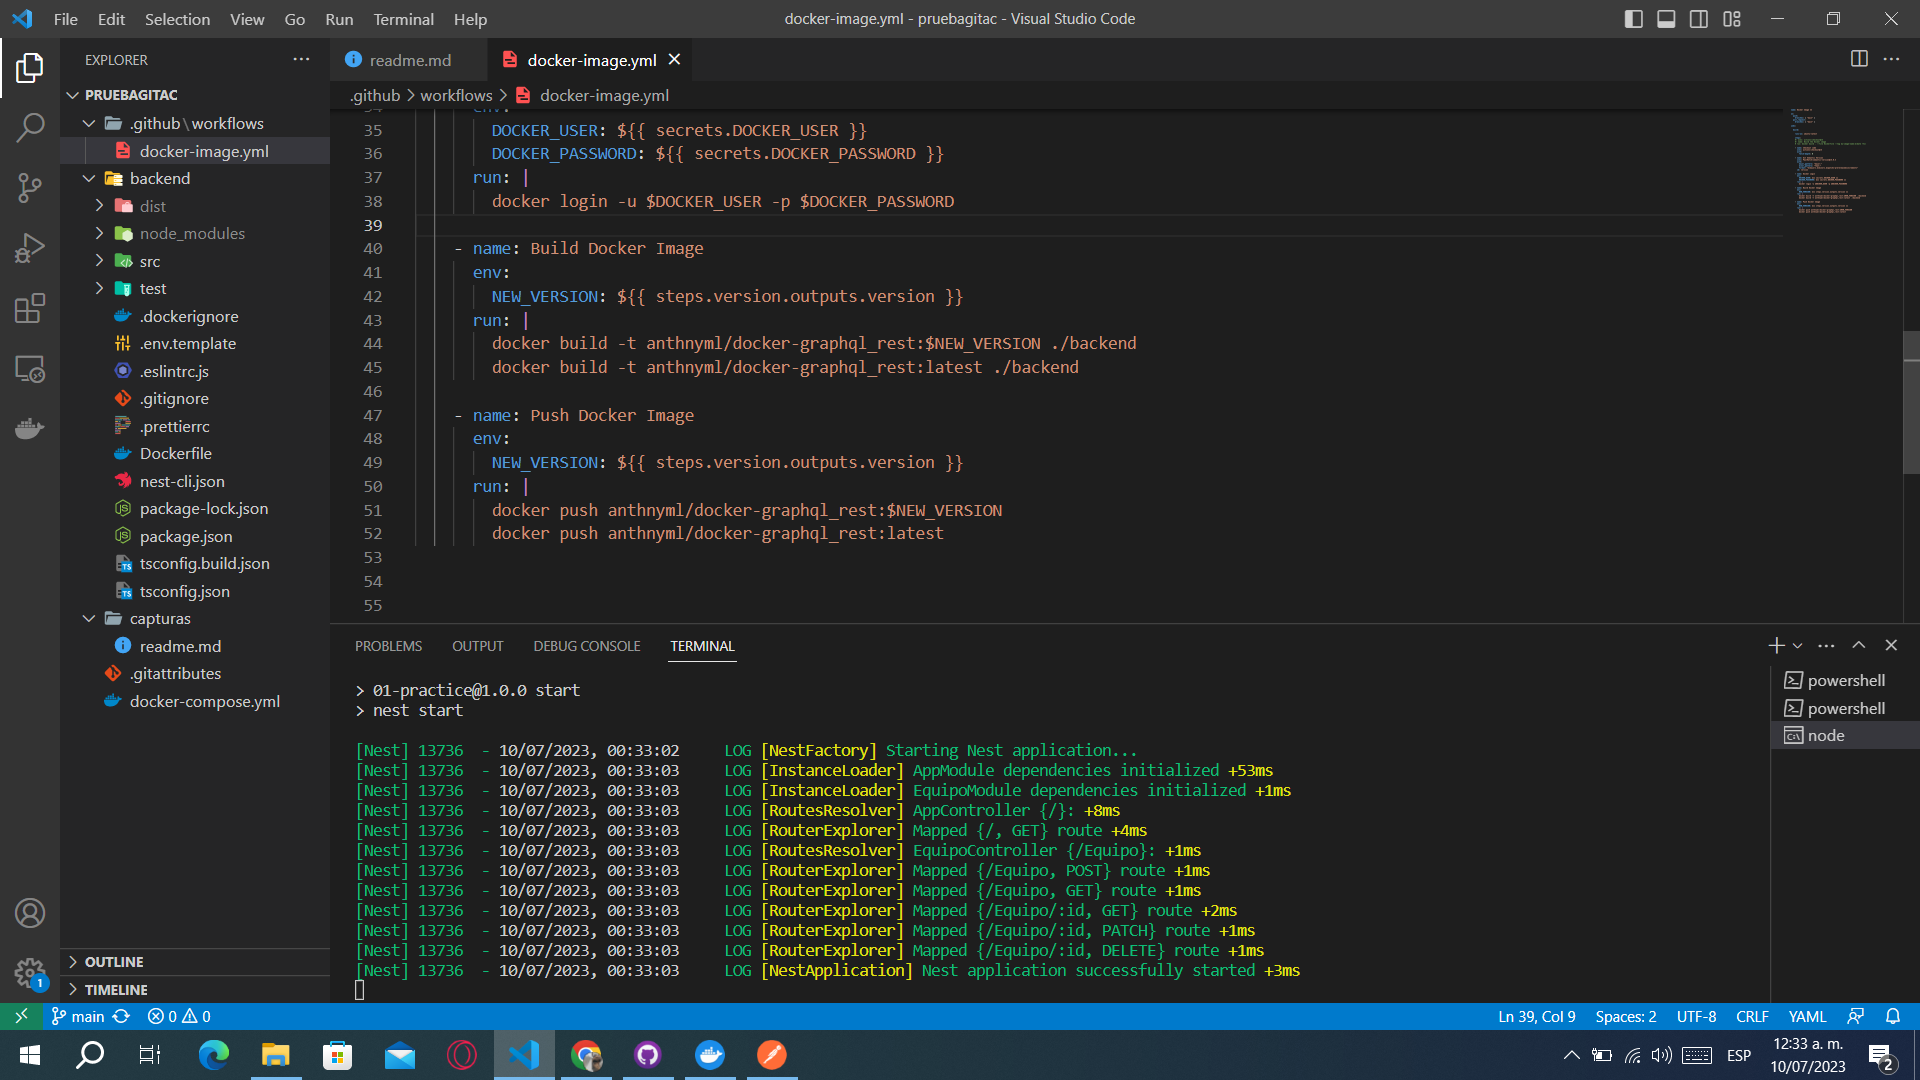 File Edit Selection View Go Run Terminal Help
docker-image.yml - pruebagitac - Visual Studio Code
EXPLORER
PRUEBAGITAC
.github\workflows
docker-image.yml
backend
dist
node_modules
src
test
.dockerignore
.env.template
.eslintrc.js
.gitignore
.prettierrc
Dockerfile
nest-cli.json
package-lock.json
package.json
tsconfig.build.json
tsconfig.json
capturas
readme.md
.gitattributes
docker-compose.yml
OUTLINE
TIMELINE
readme.md docker-image.yml
.github > workflows > docker-image.yml
35 DOCKER_USER: ${{ secrets.DOCKER_USER }}
36 DOCKER_PASSWORD: ${{ secrets.DOCKER_PASSWORD }}
37 run: |
38 docker login -u $DOCKER_USER -p $DOCKER_PASSWORD
39
40 - name: Build Docker Image
41 env:
42 NEW_VERSION: ${{ steps.version.outputs.version }}
43 run: |
44 docker build -t anthnyml/docker-graphql_rest:$NEW_VERSION ./backend
45 docker build -t anthnyml/docker-graphql_rest:latest ./backend
46
47 - name: Push Docker Image
48 env:
49 NEW_VERSION: ${{ steps.version.outputs.version }}
50 run: |
51 docker push anthnyml/docker-graphql_rest:$NEW_VERSION
52 docker push anthnyml/docker-graphql_rest:latest
53
54
55
PROBLEMS OUTPUT DEBUG CONSOLE TERMINAL
> 01-practice@1.0.0 start
> nest start
[Nest] 13736 - 10/07/2023, 00:33:02 LOG [NestFactory] Starting Nest application...
[Nest] 13736 - 10/07/2023, 00:33:03 LOG [InstanceLoader] AppModule dependencies initialized +53ms
[Nest] 13736 - 10/07/2023, 00:33:03 LOG [InstanceLoader] EquipoModule dependencies initialized +1ms
[Nest] 13736 - 10/07/2023, 00:33:03 LOG [RoutesResolver] AppController {/}: +8ms
[Nest] 13736 - 10/07/2023, 00:33:03 LOG [RouterExplorer] Mapped {/, GET} route +4ms
[Nest] 13736 - 10/07/2023, 00:33:03 LOG [RoutesResolver] EquipoController {/Equipo}: +1ms
[Nest] 13736 - 10/07/2023, 00:33:03 LOG [RouterExplorer] Mapped {/Equipo, POST} route +1ms
[Nest] 13736 - 10/07/2023, 00:33:03 LOG [RouterExplorer] Mapped {/Equipo, GET} route +1ms
[Nest] 13736 - 10/07/2023, 00:33:03 LOG [RouterExplorer] Mapped {/Equipo/:id, GET} route +2ms
[Nest] 13736 - 10/07/2023, 00:33:03 LOG [RouterExplorer] Mapped {/Equipo/:id, PATCH} route +1ms
[Nest] 13736 - 10/07/2023, 00:33:03 LOG [RouterExplorer] Mapped {/Equipo/:id, DELETE} route +1ms
[Nest] 13736 - 10/07/2023, 00:33:03 LOG [NestApplication] Nest application successfully started +3ms
powershell
powershell
node
1
main 0 0
Ln 39, Col 9 Spaces: 2 UTF-8 CRLF YAML
ESP
12:33 a. m.
10/07/2023
2